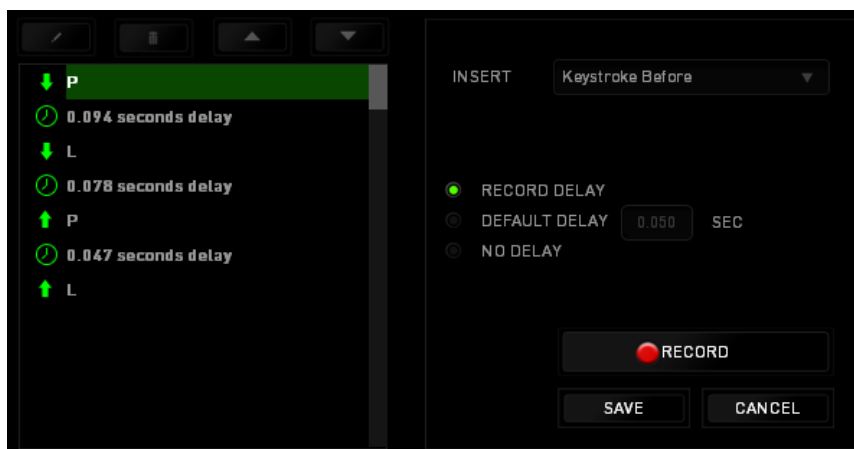 P
0.094 seconds delay
L
0.078 seconds delay
P
0.047 seconds delay
L
INSERT Keystroke Before
RECORD DELAY
DEFAULT DELAY 0.050 SEC
NO DELAY
RECORD
SAVE CANCEL